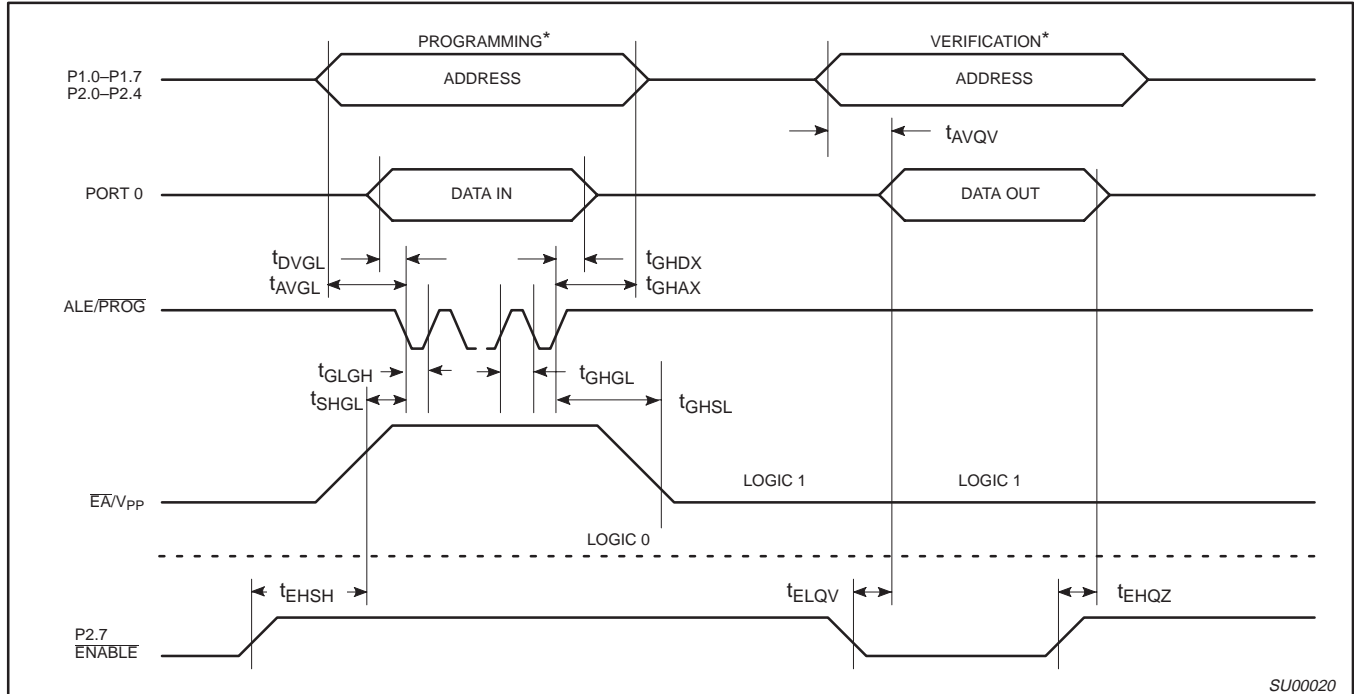 PROGRAMMING*
VERIFICATION*
P1.0–P1.7
P2.0–P2.4
ADDRESS
ADDRESS
tAVQV
PORT 0
DATA IN
DATA OUT
tDVGL
tGHDX
tAVGL
tGHAX
ALE/PROG
tGLGH
tGHGL
tSHGL
tGHSL
LOGIC 1
LOGIC 1
EA/VPP
LOGIC 0
tEHSH
tELQV
tEHQZ
P2.7
ENABLE
SU00020